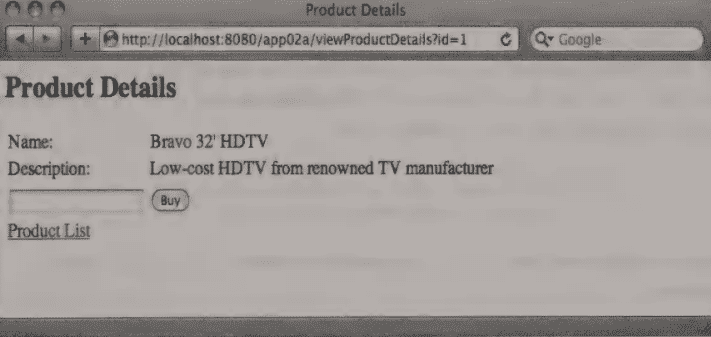 Product Details
http://localhost:8080/app02a/viewProductDetails?id=1 Google
Product Details
Name: Bravo 32' HDTV
Description: Low-cost HDTV from renowned TV manufacturer
Buy
Product List